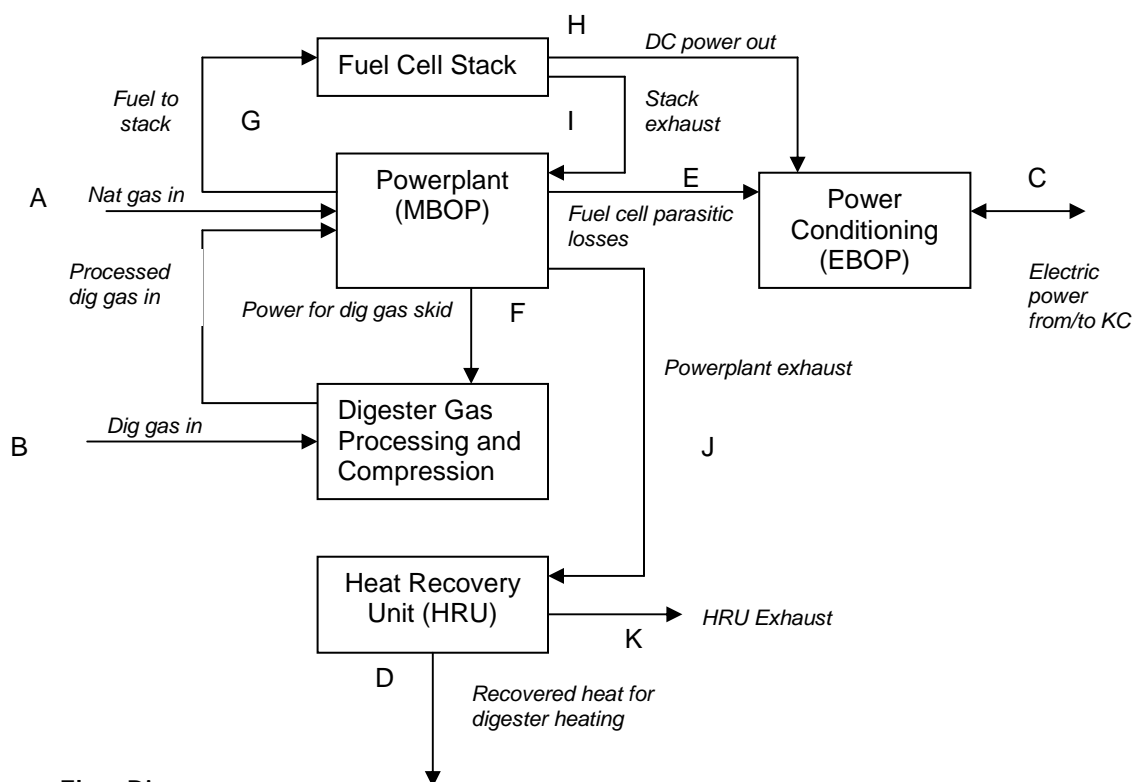 H
DC power out
Fuel Cell Stack
Fuel to
stack
G
I
Stack
exhaust
A
Nat gas in
Powerplant
(MBOP)
E
Fuel cell parasitic
losses
Power
Conditioning
(EBOP)
C
Electric
power
from/to KC
Processed
dig gas in
Power for dig gas skid
F
Powerplant exhaust
B
Dig gas in
Digester Gas
Processing and
Compression
J
Heat Recovery
Unit (HRU)
K
HRU Exhaust
D
Recovered heat for
digester heating